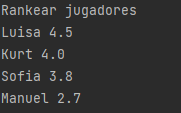 Rankear jugadores
Luisa 4.5
Kurt 4.0
Sofia 3.8
Manuel 2.7